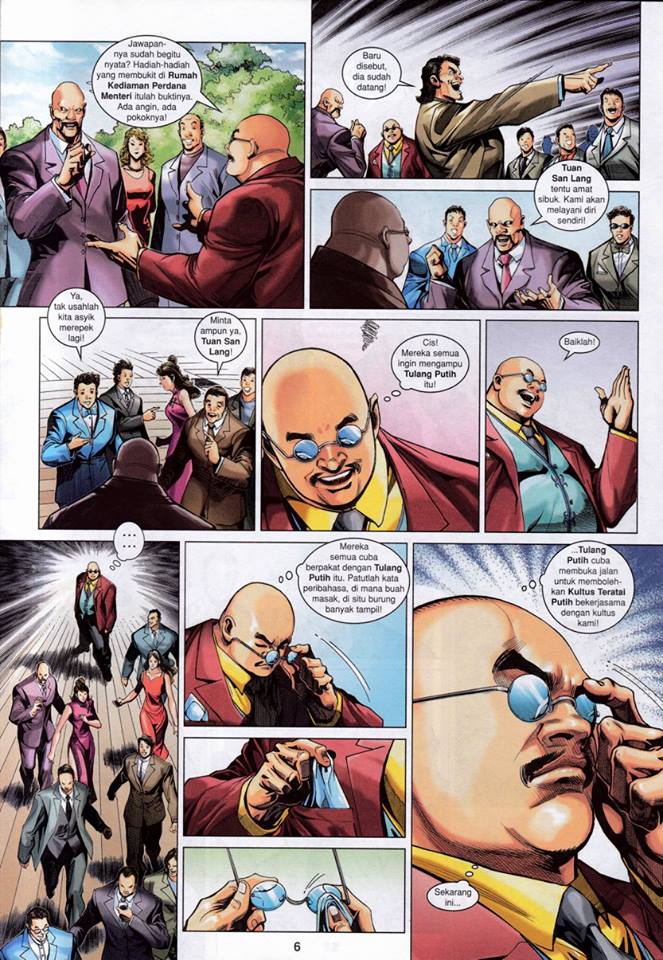 Jawapan-
nya sudah begitu
nyata? Hadiah-hadiah
yang membukit di Rumah
Kediaman Perdana
Menteri itulah buktinya.
Ada angin, ada
pokoknya!
Baru
disebut,
dia sudah
datang!
Tuan
San Lang
tentu amat
sibuk. Kami akan
melayani diri
sendiri!
Ya,
tak usahlah
kita asyik
merepek
lagi!
Minta
ampun ya,
Tuan San
Lang!
Cis!
Mereka semua
ingin mengampu
Tulang Putih
itu!
Baiklah!
...
...
Mereka
semua cuba
berpakat dengan Tulang
Putih itu. Patutlah kata
peribahasa, di mana buah
masak, di situ burung
banyak tampil!
...Tulang
Putih cuba
membuka jalan
untuk memboleh-
kan Kultus Teratai
Putih bekerjasama
dengan kultus
kami!
Sekarang
ini...
6